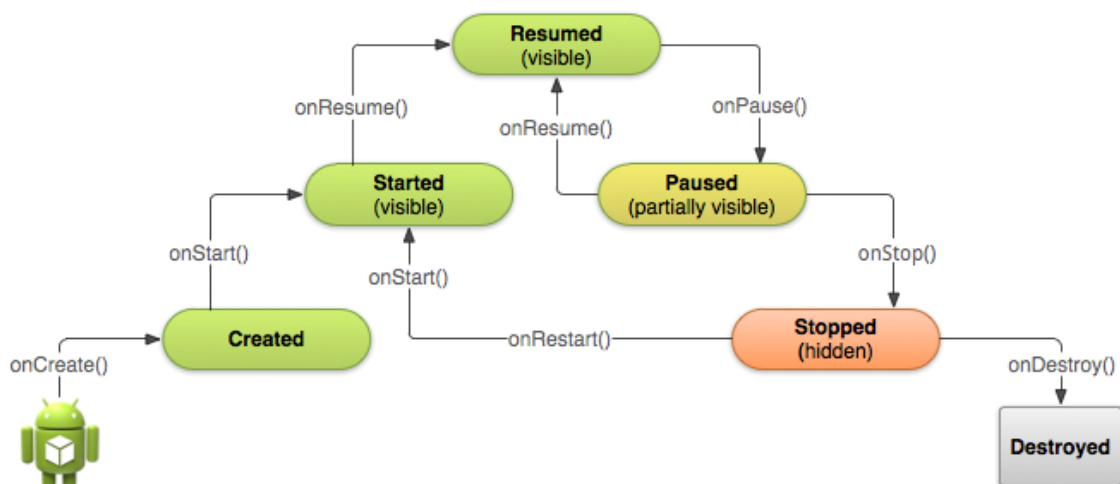 Resumed
(visible)
onResume()
onPause()
onResume()
Started
(visible)
Paused
(partially visible)
onStart()
onStart()
onStop()
Created
onRestart()
Stopped
(hidden)
onCreate()
onDestroy()
Destroyed